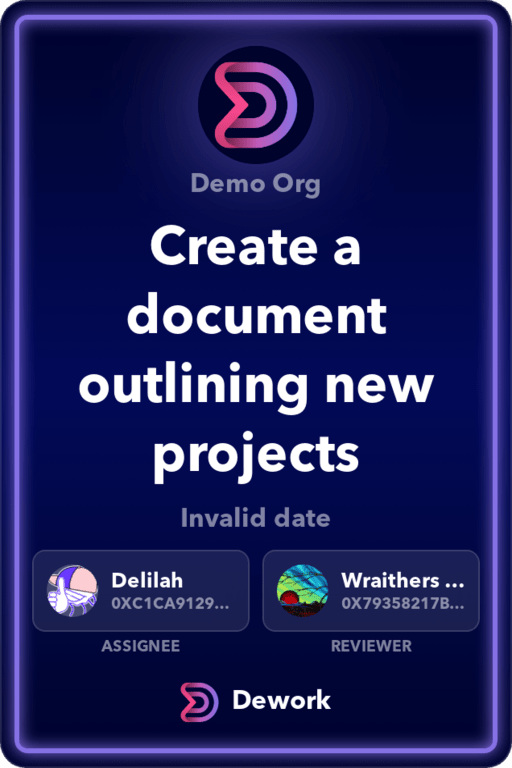 Demo Org
Create a
document
outlining new
projects
Invalid date
Delilah
0XC1CA9129...
Wraithers ...
0X79358217B...
ASSIGNEE
REVIEWER
Dework